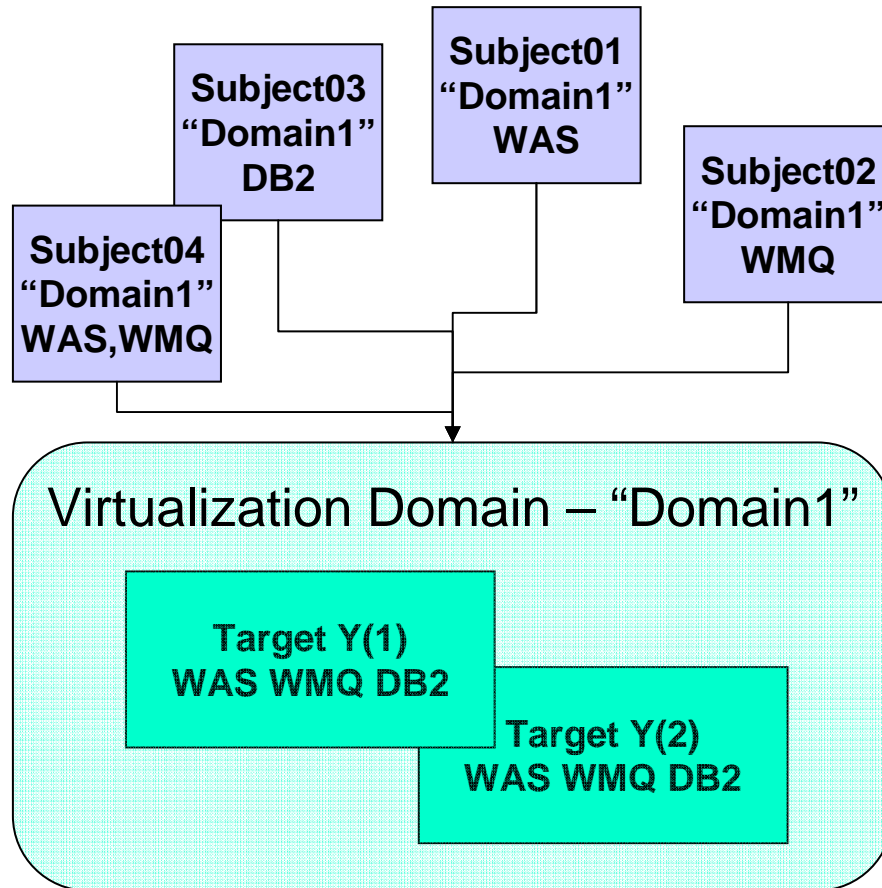 Subject01
“Domain1”
WAS
Subject03
“Domain1”
DB2
Subject02
“Domain1”
WMQ
Subject04
“Domain1”
WAS,WMQ
Virtualization Domain – “Domain1”
Target Y(1)
WAS WMQ DB2
Target Y(2)
WAS WMQ DB2